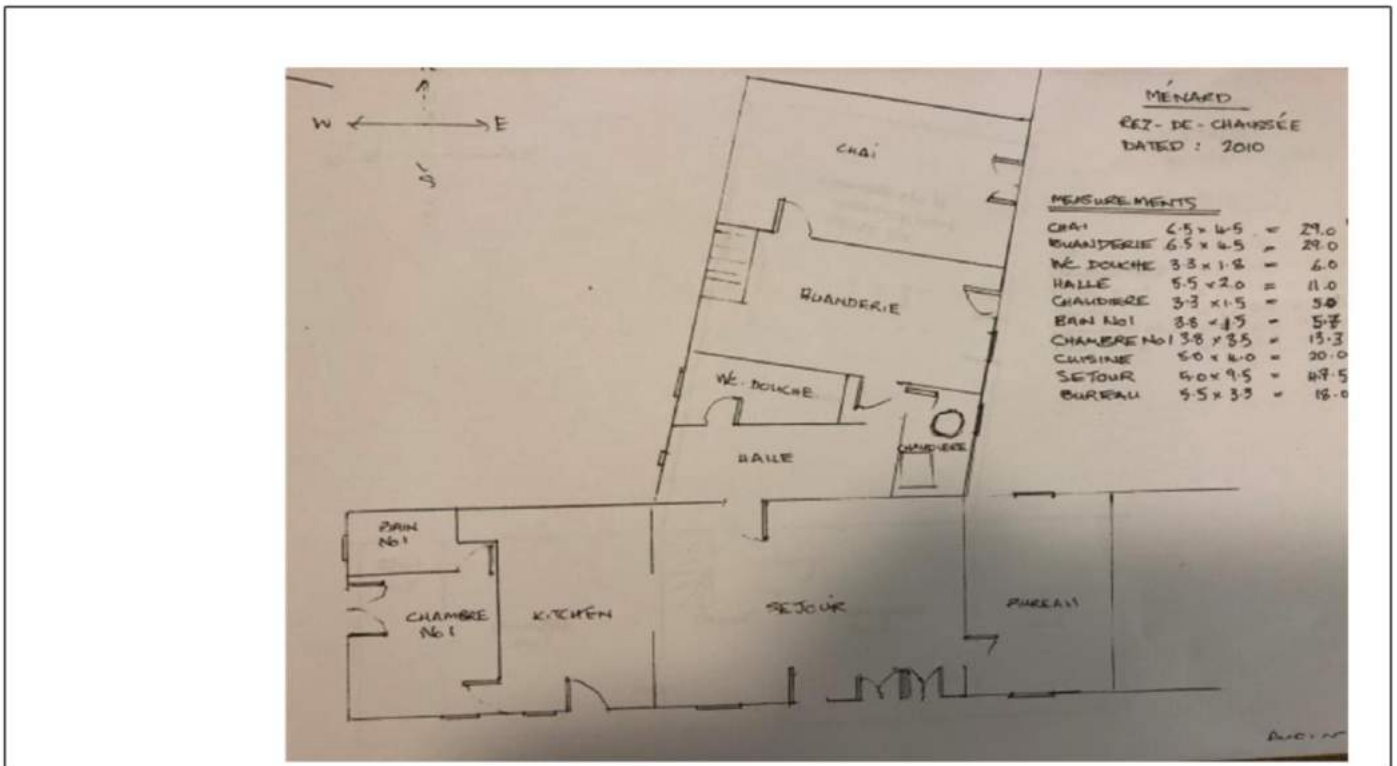 W E
S
MÉNARD
REZ-DE-CHAUSSÉE
DATED : 2010
MEASUREMENTS
CHAI 6.5 x 4.5 = 29.0
BUANDERIE 6.5 x 4.5 = 29.0
WC DOUCHE 3.3 x 1.8 = 6.0
HALLE 5.5 x 2.0 = 11.0
CHAUDIERE 3.3 x 1.5 = 5.0
BAIN No1 3.8 x 1.5 = 5.7
CHAMBRE No1 3.8 x 3.5 = 13.3
CUISINE 5.0 x 4.0 = 20.0
SEJOUR 5.0 x 9.5 = 47.5
BUREAU 5.5 x 3.3 = 18.0
CHAI
BUANDERIE
WC. DOUCHE
HALLE
CHAUDIERE
BAIN
No1
CHAMBRE
No1
KITCHEN
SEJOUR
BUREAU